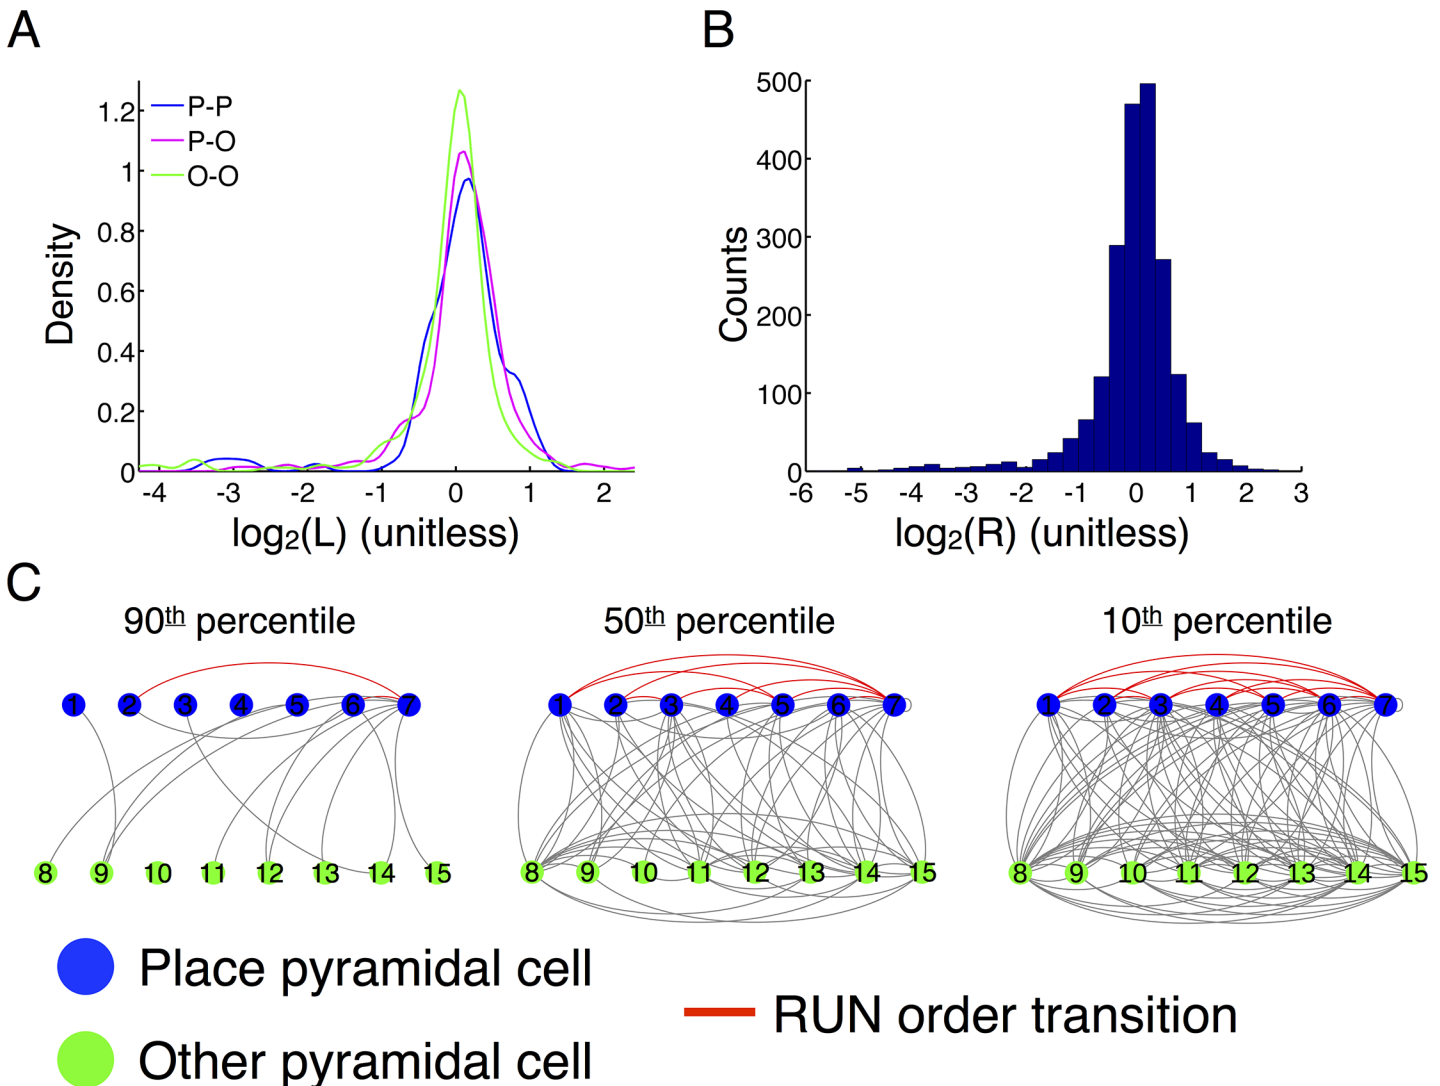 A
B
P-P
P-O
O-O
1.2
1
0.8
0.6
0.4
0.2
0
Density
-4 -3 -2 -1 0 1 2
log2(L) (unitless)
500
400
300
200
100
0
Counts
-6 -5 -4 -3 -2 -1 0 1 2 3
log2(R) (unitless)
C
90th percentile
50th percentile
10th percentile
1 2 3 4 5 6 7
1 2 3 4 5 6 7
1 2 3 4 5 6 7
8 9 10 11 12 13 14 15
8 9 10 11 12 13 14 15
8 9 10 11 12 13 14 15
Place pyramidal cell
Other pyramidal cell
RUN order transition